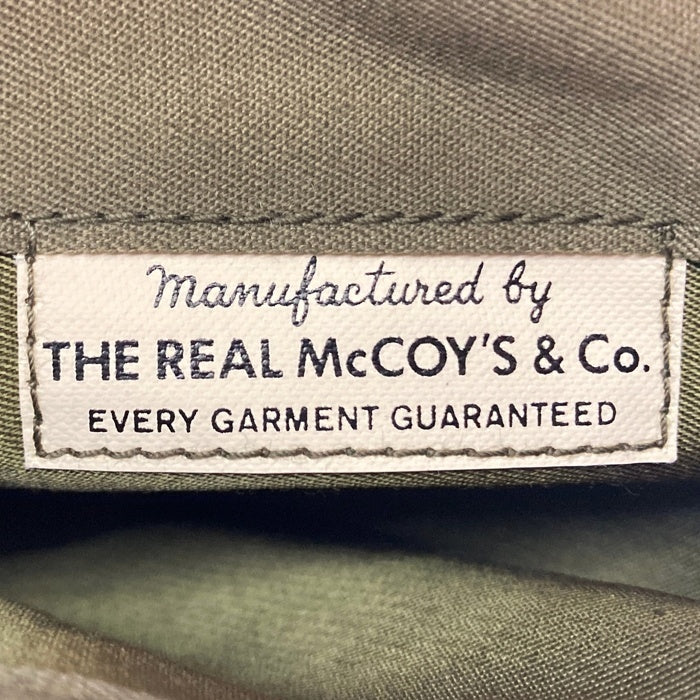 Manufactured by
THE REAL McCOY'S & Co.
EVERY GARMENT GUARANTEED